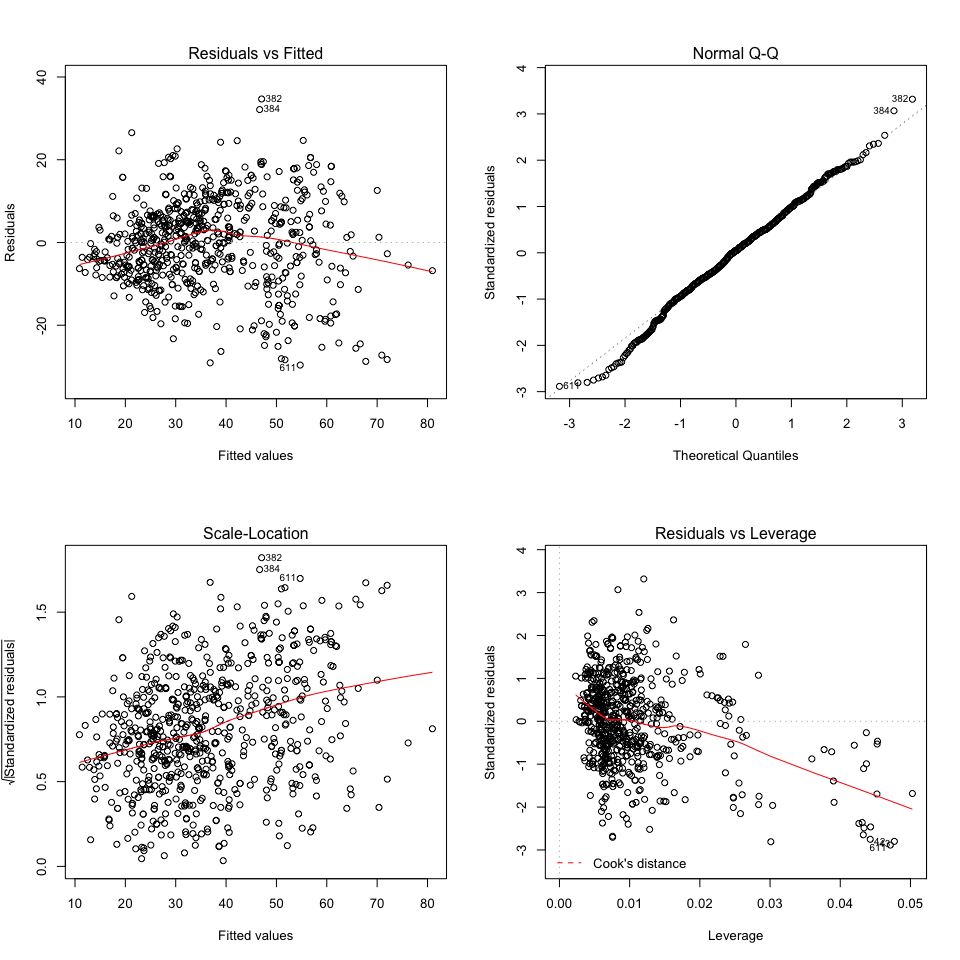 Residuals vs Fitted
Residuals
40
20
0
-20
382
384
611
10 20 30 40 50 60 70 80
Fitted values
Normal Q-Q
Standardized residuals
4
3
2
1
0
-1
-2
-3
382
384
611
-3 -2 -1 0 1 2 3
Theoretical Quantiles
Scale-Location
√|Standardized residuals|
1.5
1.0
0.5
0.0
382
384
611
10 20 30 40 50 60 70 80
Fitted values
Residuals vs Leverage
Standardized residuals
4
3
2
1
0
-1
-2
-3
611
Cook's distance
0.00 0.01 0.02 0.03 0.04 0.05
Leverage